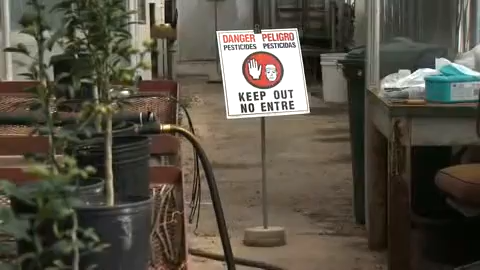 DANGER PELIGRO
PESTICIDES PESTICIDAS
KEEP OUT
NO ENTRE